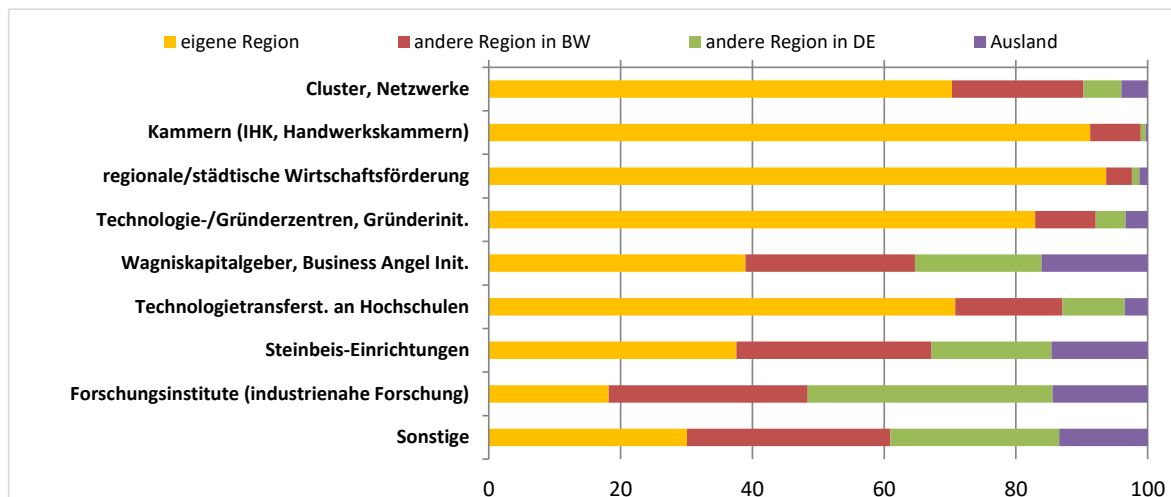 eigene Region andere Region in BW andere Region in DE Ausland
Cluster, Netzwerke
Kammern (IHK, Handwerkskammern)
regionale/städtische Wirtschaftsförderung
Technologie-/Gründerzentren, Gründerinit.
Wagniskapitalgeber, Business Angel Init.
Technologietransferst. an Hochschulen
Steinbeis-Einrichtungen
Forschungsinstitute (industrienahe Forschung)
Sonstige
0 20 40 60 80 100